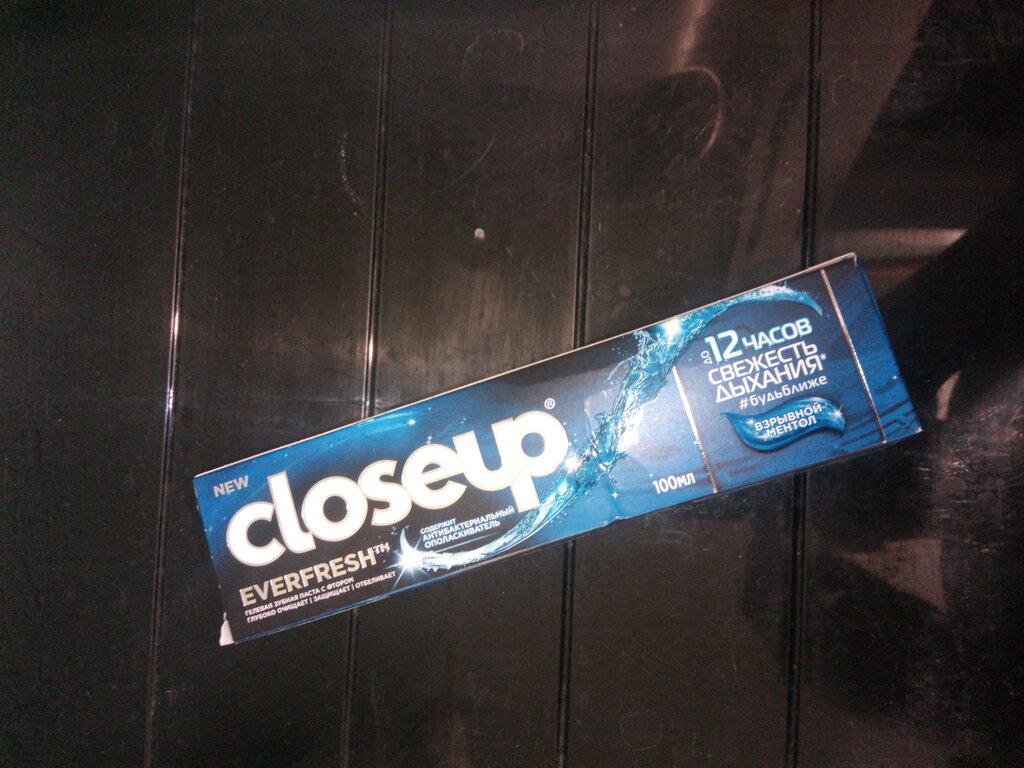 NEW
closeup®
EVERFRESH™
ГЕЛЕВАЯ ЗУБНАЯ ПАСТА С ФТОРОМ
ГЛУБОКО ОЧИЩАЕТ | ЗАЩИЩАЕТ | ОТБЕЛИВАЕТ
СОДЕРЖИТ
АНТИБАКТЕРИАЛЬНЫЙ
ОПОЛАСКИВАТЕЛЬ
100МЛ
ДО 12 ЧАСОВ
СВЕЖЕСТЬ
ДЫХАНИЯ*
#будьближе
ВЗРЫВНОЙ
МЕНТОЛ